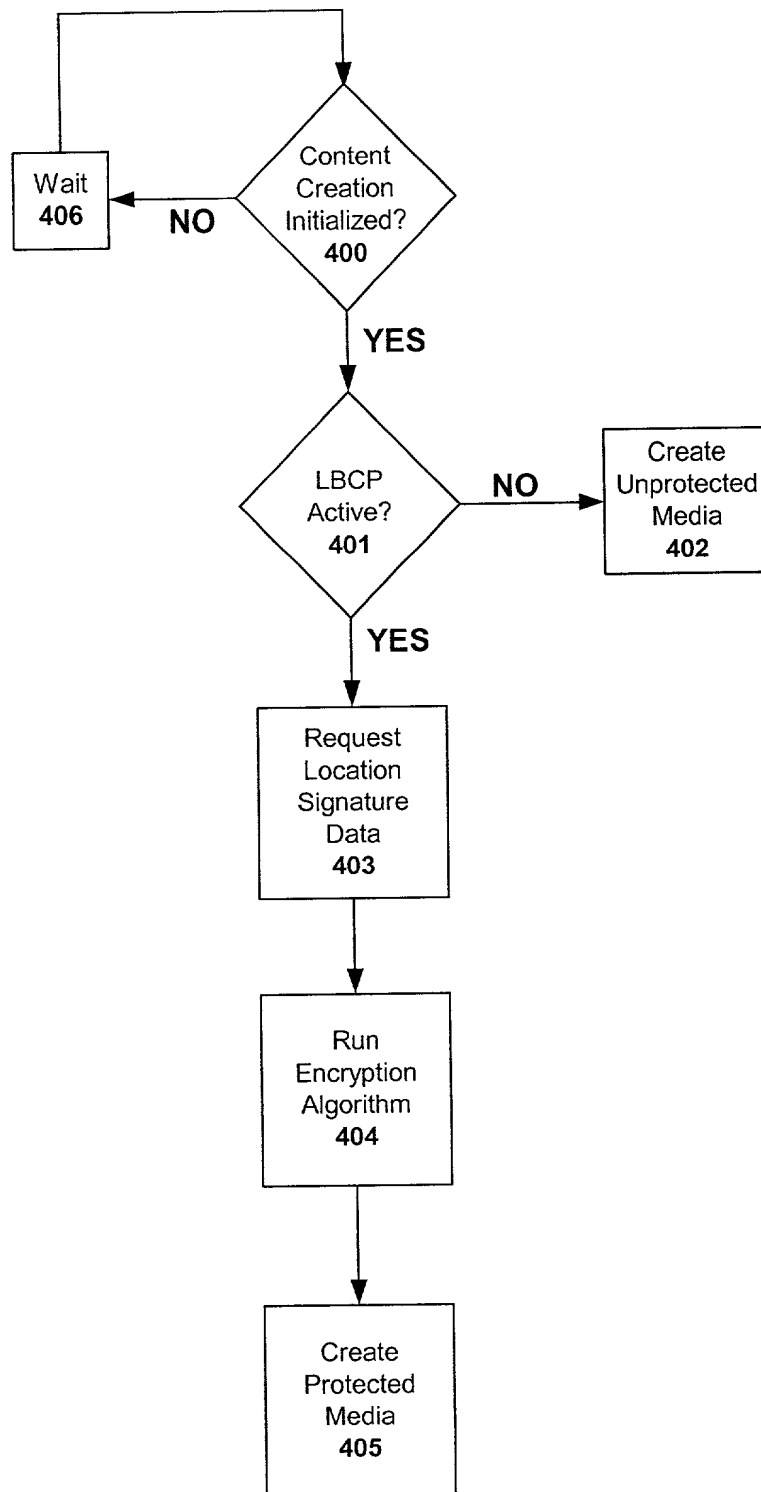 Content
Creation
Initialized?
400
Wait
406
NO
YES
LBCP
Active?
401
NO
Create
Unprotected
Media
402
YES
Request
Location
Signature
Data
403
Run
Encryption
Algorithm
404
Create
Protected
Media
405